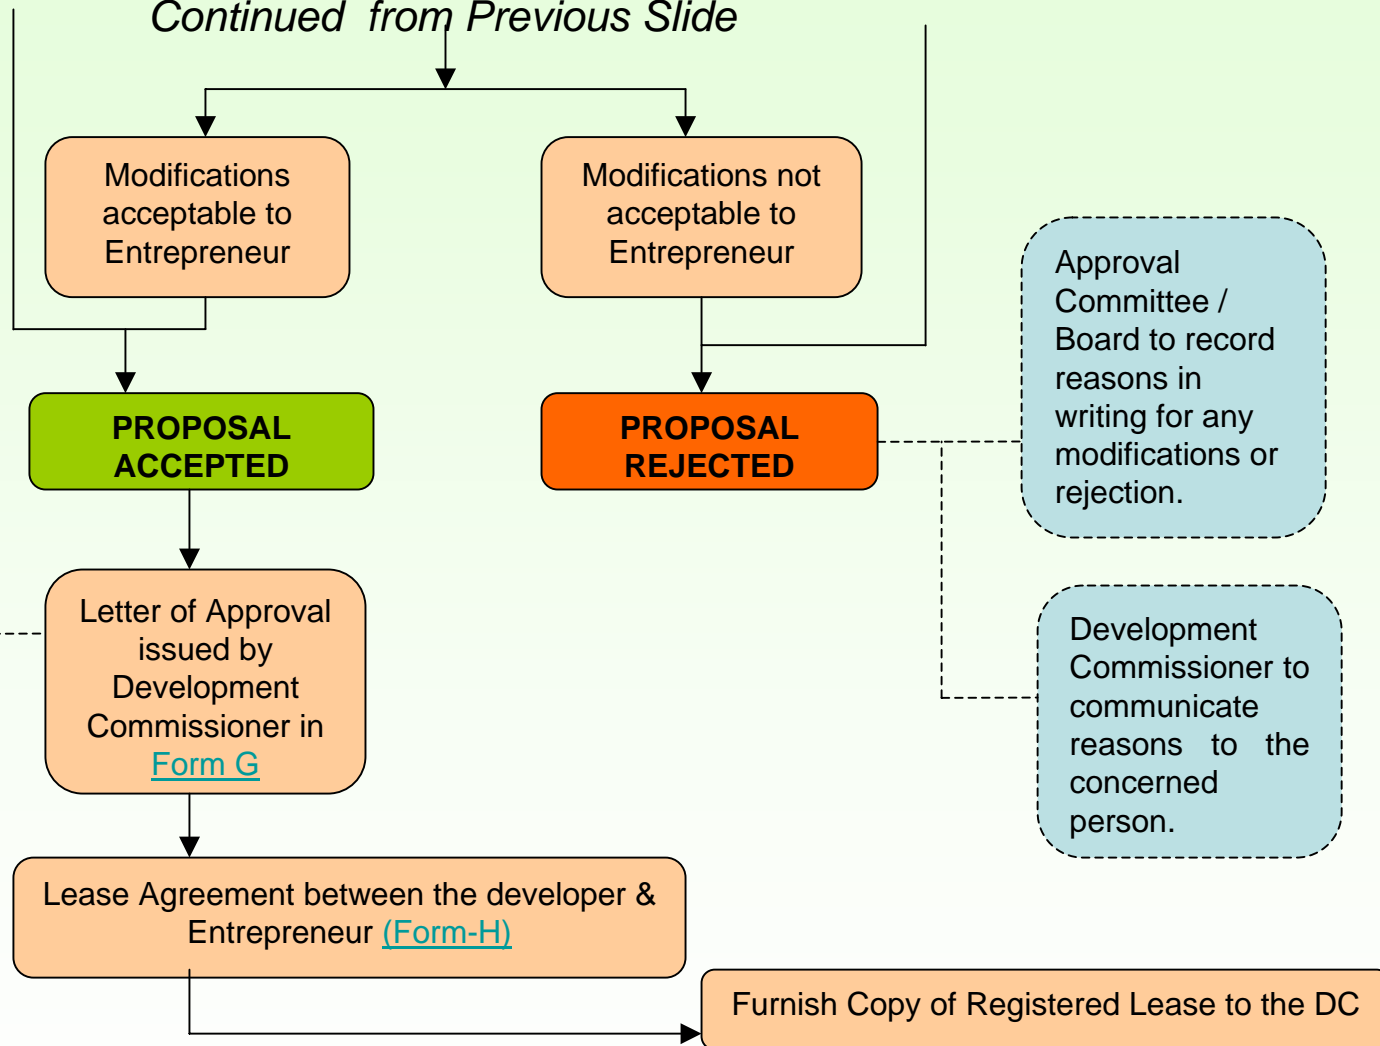 Continued from Previous Slide
Modifications
acceptable to
Entrepreneur
Modifications not
acceptable to
Entrepreneur
Approval
Committee /
Board to record
reasons in
writing for any
modifications or
rejection.
PROPOSAL
ACCEPTED
PROPOSAL
REJECTED
Letter of Approval
issued by
Development
Commissioner in
Form G
Development
Commissioner to
communicate
reasons to the
concerned
person.
Lease Agreement between the developer &
Entrepreneur (Form-H)
Furnish Copy of Registered Lease to the DC